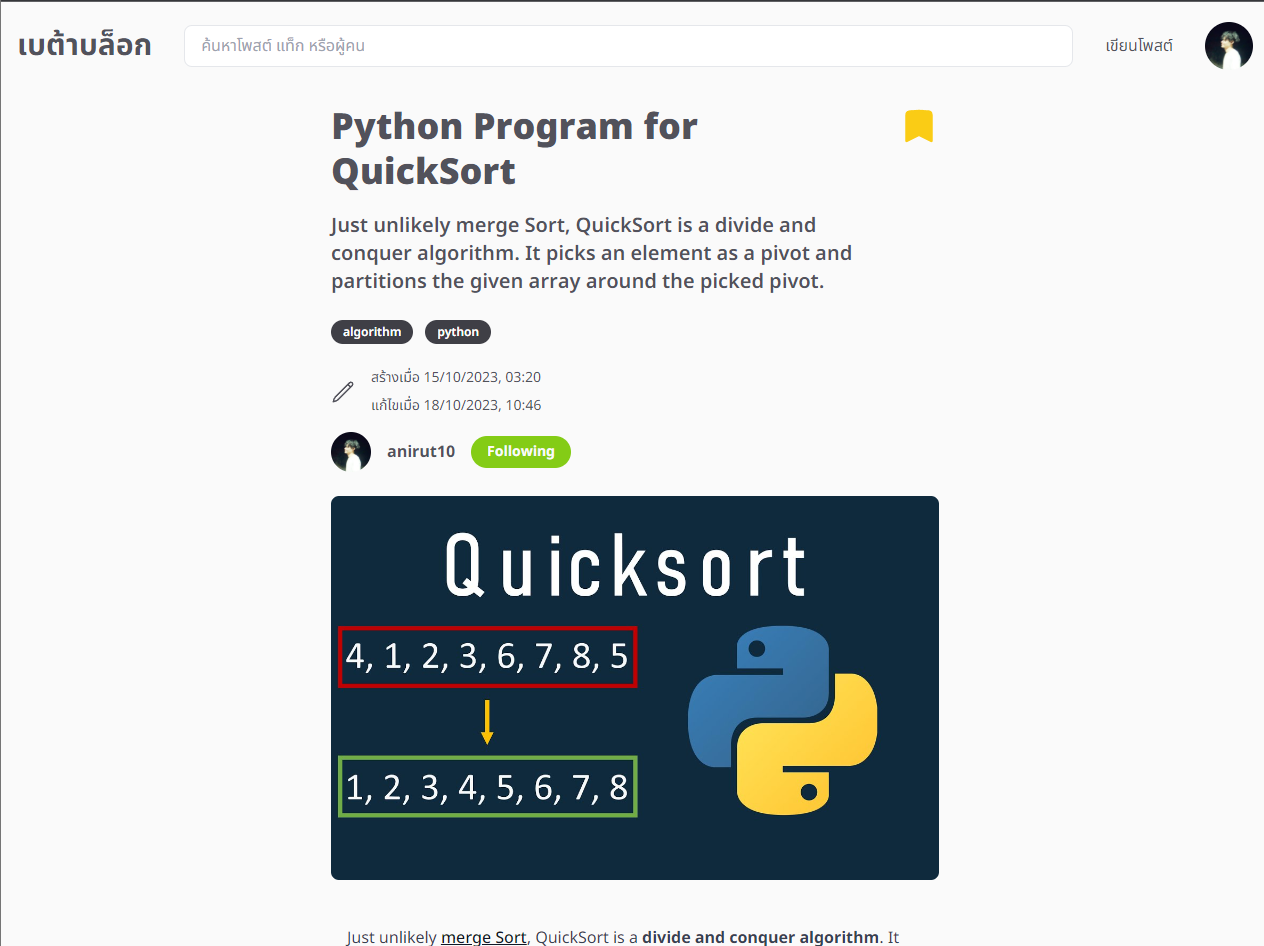 เบต้าบล็อก
ค้นหาโพสต์ แท็ก หรือผู้คน
เขียนโพสต์
Python Program for
QuickSort
Just unlikely merge Sort, QuickSort is a divide and
conquer algorithm. It picks an element as a pivot and
partitions the given array around the picked pivot.
algorithm
python
สร้างเมื่อ 15/10/2023, 03:20
แก้ไขเมื่อ 18/10/2023, 10:46
anirut10
Following
Quicksort
4, 1, 2, 3, 6, 7, 8, 5
1, 2, 3, 4, 5, 6, 7, 8
Just unlikely merge Sort, QuickSort is a divide and conquer algorithm. It